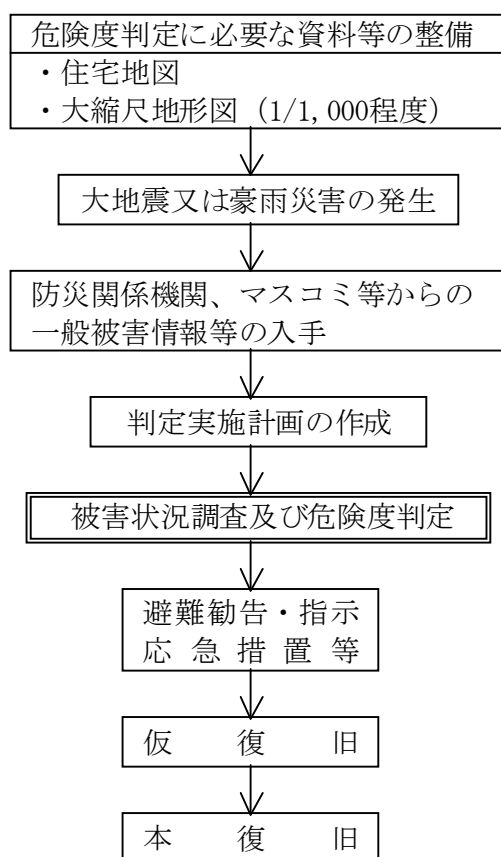 危険度判定に必要な資料等の整備
・住宅地図
・大縮尺地形図（1/1,000程度）
大地震又は豪雨災害の発生
防災関係機関、マスコミ等からの
一般被害情報等の入手
判定実施計画の作成
被害状況調査及び危険度判定
避難勧告・指示
応急措置等
仮復旧
本復旧